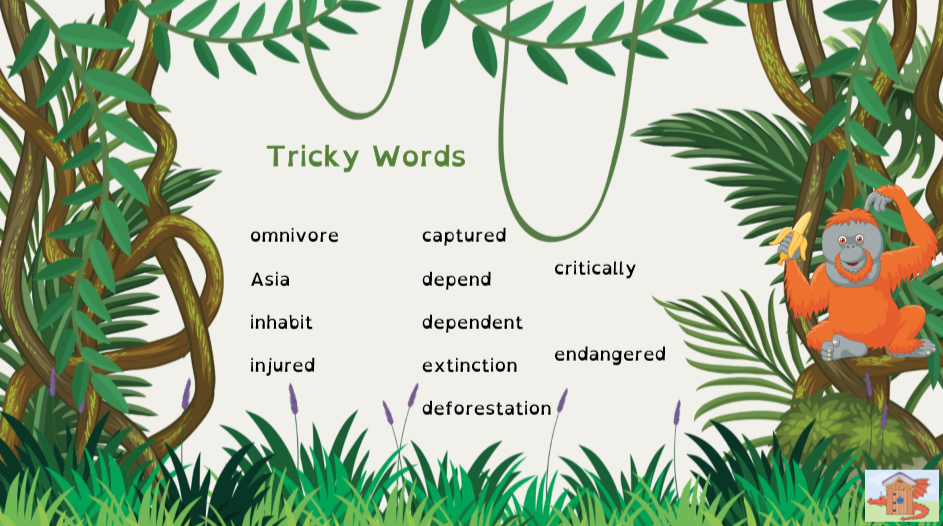 Tricky Words
omnivore
Asia
inhabit
injured
captured
depend
dependent
extinction
deforestation
critically
endangered